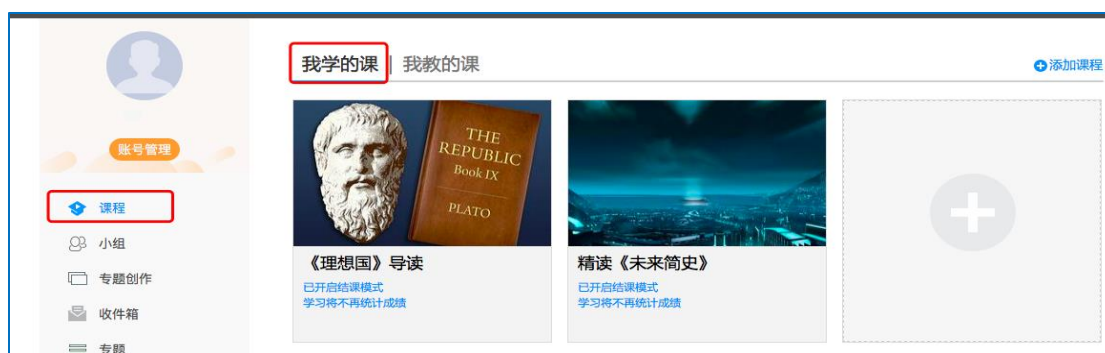 账号管理
课程
小组
专题创作
收件箱
专题
我学的课 | 我教的课
添加课程
THE
REPUBLIC
Book IX
PLATO
《理想国》导读
已开启结课模式
学习将不再统计成绩
精读《未来简史》
已开启结课模式
学习将不再统计成绩